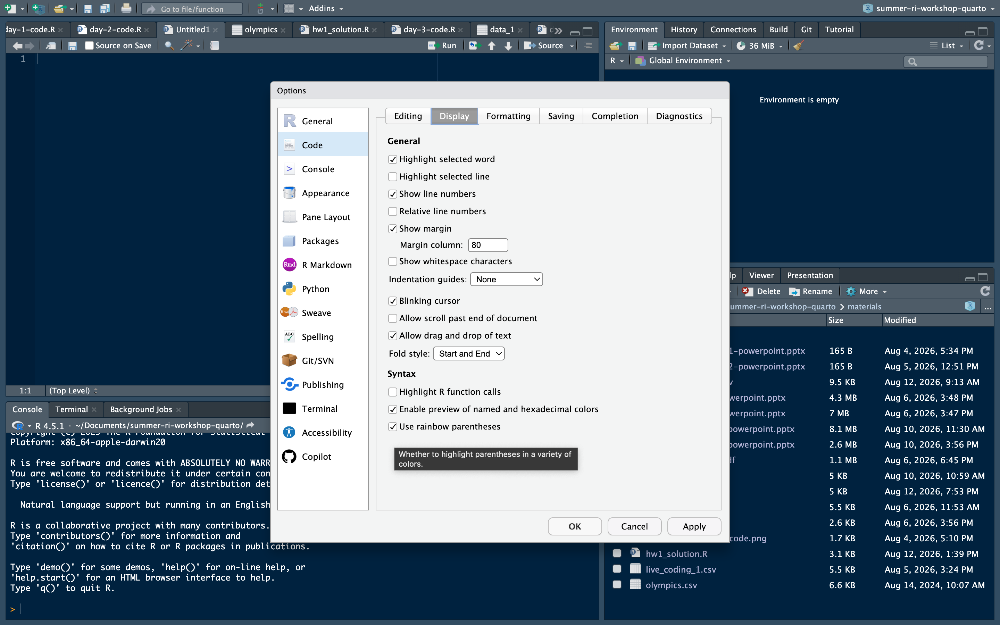 Go to file/function
Addins
summer-ri-workshop-quarto
day-1-code.R
day-2-code.R
Untitled1
olympics
hw1_solution.R
day-3-code.R
data_1
Source on Save
Run
Source
1
1:1
(Top Level)
Environment
History
Connections
Build
Git
Tutorial
Import Dataset
36 MiB
List
R
Global Environment
Environment is empty
Options
General
Code
Console
Appearance
Pane Layout
Packages
R Markdown
Python
Sweave
Spelling
Git/SVN
Publishing
Terminal
Accessibility
Copilot
Editing
Display
Formatting
Saving
Completion
Diagnostics
General
Highlight selected word
Highlight selected line
Show line numbers
Relative line numbers
Show margin
Margin column: 80
Show whitespace characters
Indentation guides: None
Blinking cursor
Allow scroll past end of document
Allow drag and drop of text
Fold style: Start and End
Syntax
Highlight R function calls
Enable preview of named and hexadecimal colors
Use rainbow parentheses
Whether to highlight parentheses in a variety of
colors.
OK
Cancel
Apply
Console
Terminal
Background Jobs
R 4.5.1 · ~/Documents/summer-ri-workshop-quarto/
Platform: x86_64-apple-darwin20
R is free software and comes with ABSOLUTELY NO WARR
You are welcome to redistribute it under certain con
Type 'license()' or 'licence()' for distribution det
Natural language support but running in an English
R is a collaborative project with many contributors.
Type 'contributors()' for more information and
'citation()' on how to cite R or R packages in publications.
Type 'demo()' for some demos, 'help()' for on-line help, or
'help.start()' for an HTML browser interface to help.
Type 'q()' to quit R.
>
lp
Viewer
Presentation
Delete
Rename
More
ummer-ri-workshop-quarto
materials
...
Size
Modified
1-powerpoint.pptx 165 B Aug 4, 2026, 5:34 PM
2-powerpoint.pptx 165 B Aug 5, 2026, 12:51 PM
v 9.5 KB Aug 12, 2026, 9:13 AM
werpoint.pptx 4.3 MB Aug 6, 2026, 3:48 PM
werpoint.pptx 7 MB Aug 6, 2026, 3:47 PM
powerpoint.pptx 8.1 MB Aug 10, 2026, 11:30 AM
powerpoint.pptx 2.6 MB Aug 10, 2026, 3:56 PM
df 1.1 MB Aug 6, 2026, 6:45 PM
5 KB Aug 10, 2026, 10:59 AM
5 KB Aug 12, 2026, 7:53 PM
5.5 KB Aug 6, 2026, 11:53 AM
2.6 KB Aug 6, 2026, 3:56 PM
code.png 1.7 KB Aug 4, 2026, 5:10 PM
hw1_solution.R 3.1 KB Aug 12, 2026, 1:39 PM
live_coding_1.csv 5.5 KB Aug 5, 2026, 3:24 PM
olympics.csv 6.6 KB Aug 14, 2024, 10:07 AM